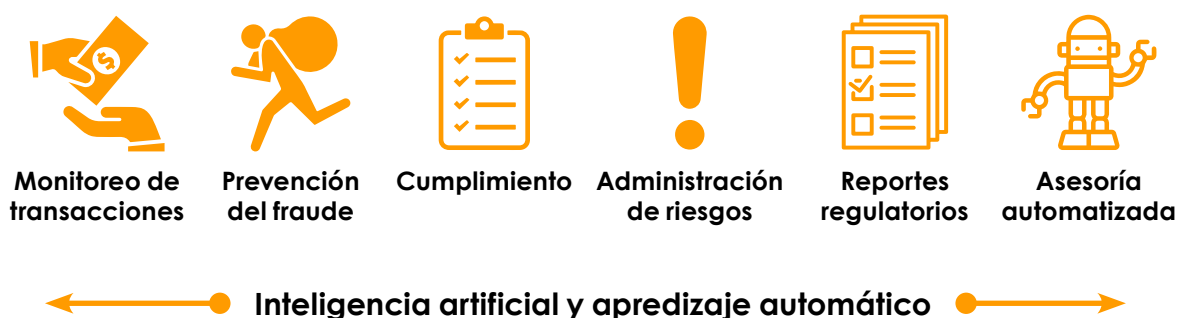 $
Monitoreo de
transacciones
Prevención
del fraude
Cumplimiento
Administración
de riesgos
Reportes
regulatorios
Asesoría
automatizada
Inteligencia artificial y apredizaje automático